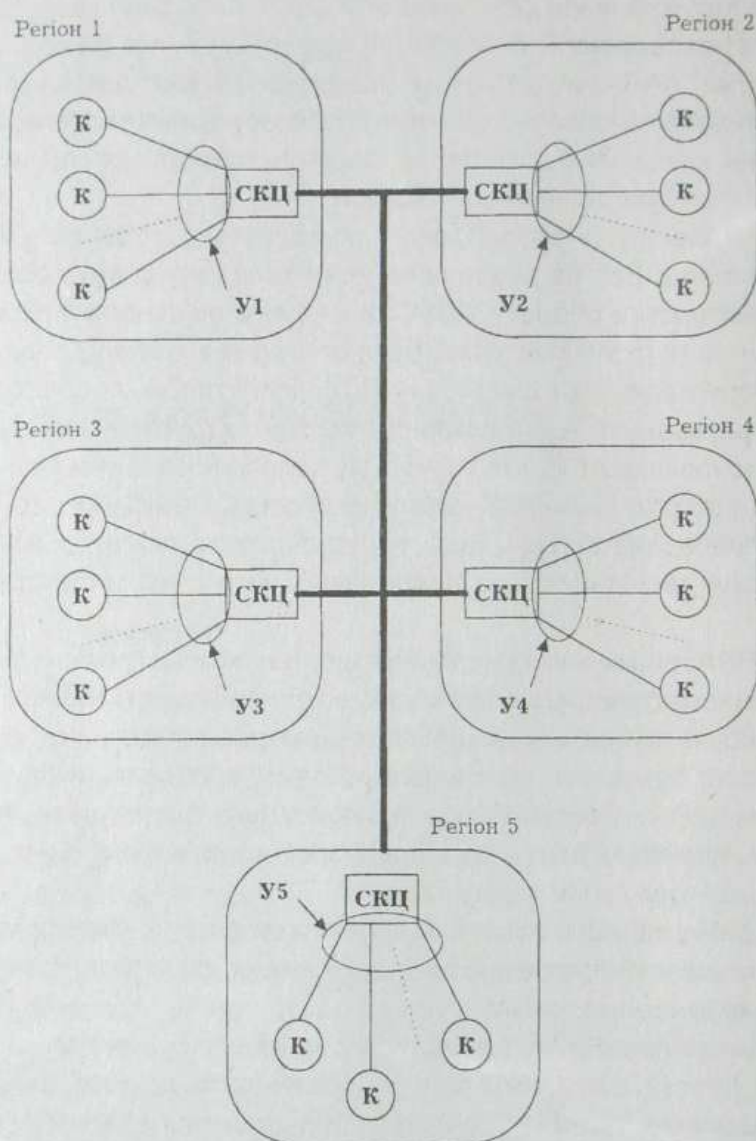 Регіон 1
Регіон 2
К
К
К
СКЦ
У1
СКЦ
К
К
К
У2
Регіон 3
Регіон 4
К
К
К
СКЦ
У3
СКЦ
К
К
К
У4
Регіон 5
У5
СКЦ
К
К
К